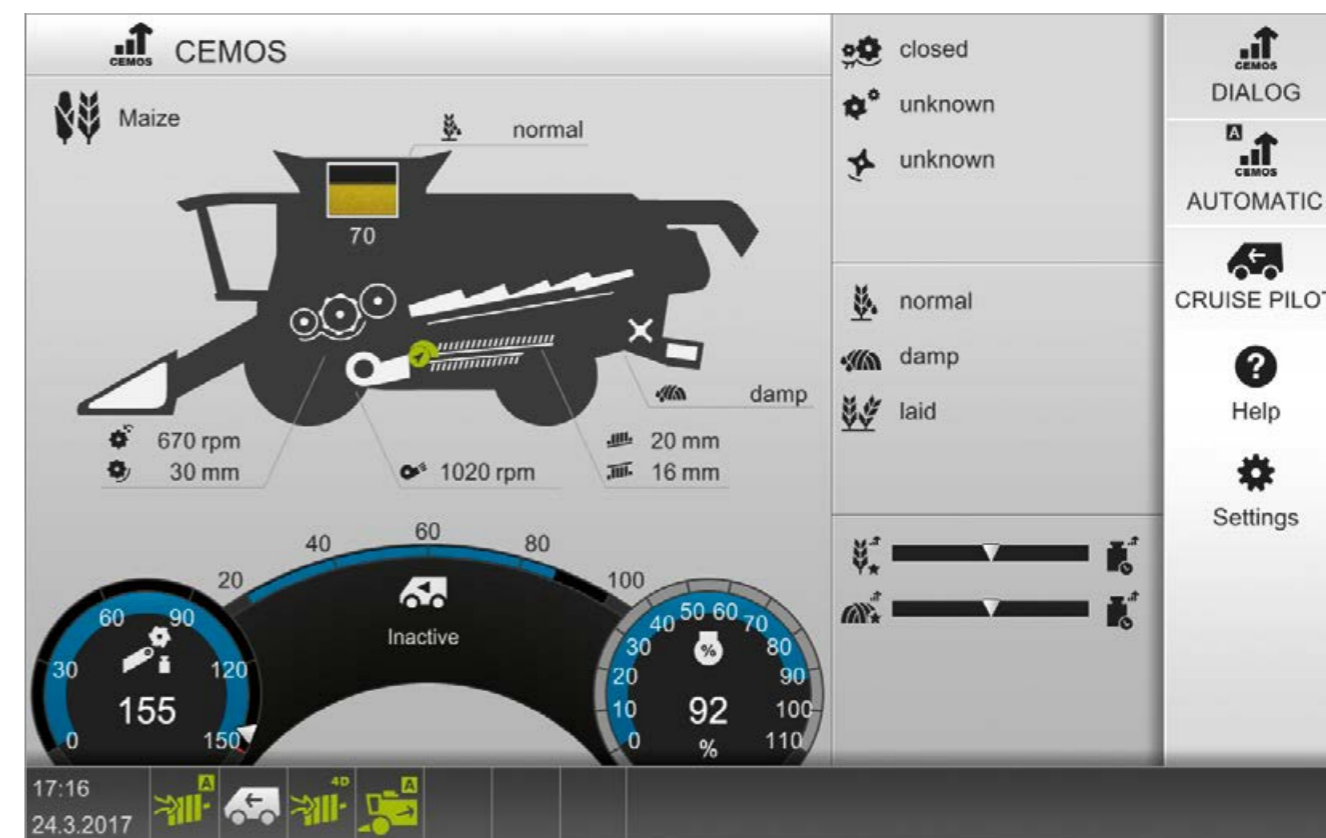 CEMOS
CEMOS
Maize
normal
70
damp
670 rpm
30 mm
1020 rpm
20 mm
16 mm
closed
unknown
unknown
normal
damp
laid
CEMOS
DIALOG
A
CEMOS
AUTOMATIC
CRUISE PILOT
?
Help
Settings
20 40 60 80 100
Inactive
0 30 60 90 120 150
155
0 10 20 30 40 50 60 70 80 90 100 110
%
92
%
17:16
24.3.2017
A
4D
A